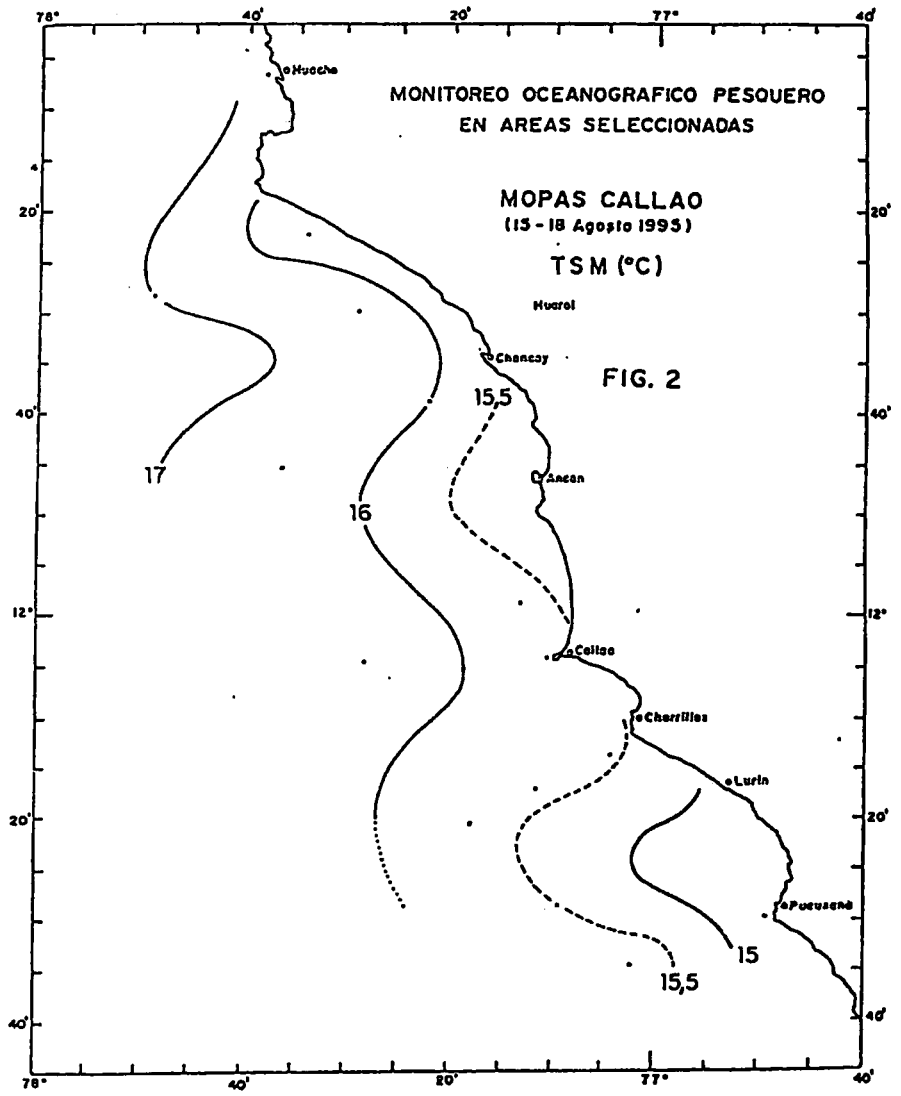 78° 40' 20' 77° 40'
Huacho
MONITOREO OCEANOGRAFICO PESQUERO
EN AREAS SELECCIONADAS
MOPAS CALLAO
(15-18 Agosto 1995)
TSM (°C)
20' 20'
Huaral
Chancay
FIG. 2
15,5
40' 40'
17
Ancon
16
12° 12°
Callao
Chorrillos
Lurin
20' 20'
Pucusana
15
15,5
40' 40'
78° 40' 20' 77° 40'